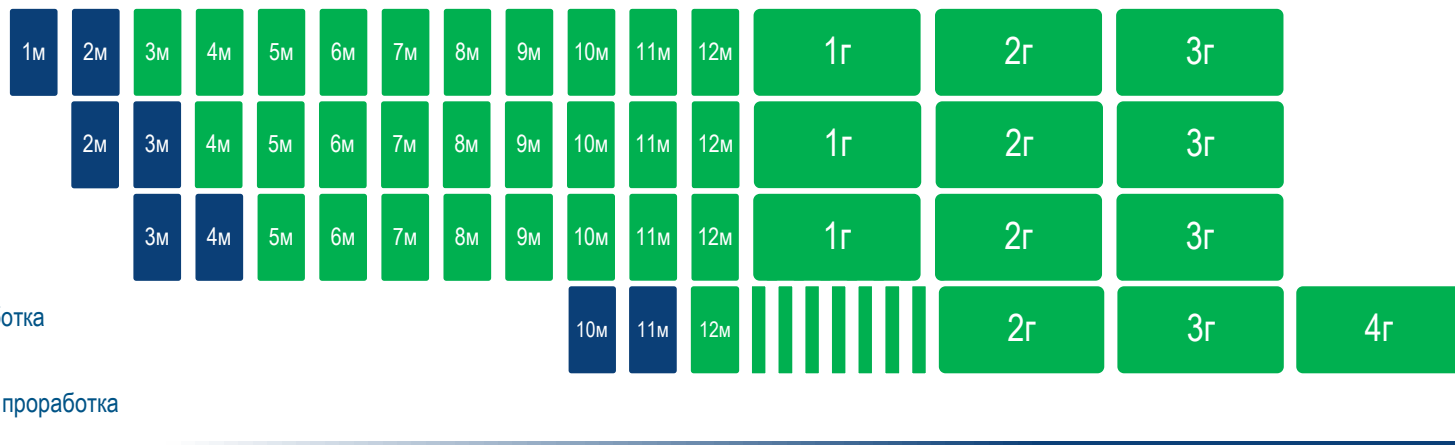 1м 2м 3м 4м 5м 6м 7м 8м 9м 10м 11м 12м 1г 2г 3г
2м 3м 4м 5м 6м 7м 8м 9м 10м 11м 12м 1г 2г 3г
3м 4м 5м 6м 7м 8м 9м 10м 11м 12м 1г 2г 3г
отка 10м 11м 12м 2г 3г 4г
проработка